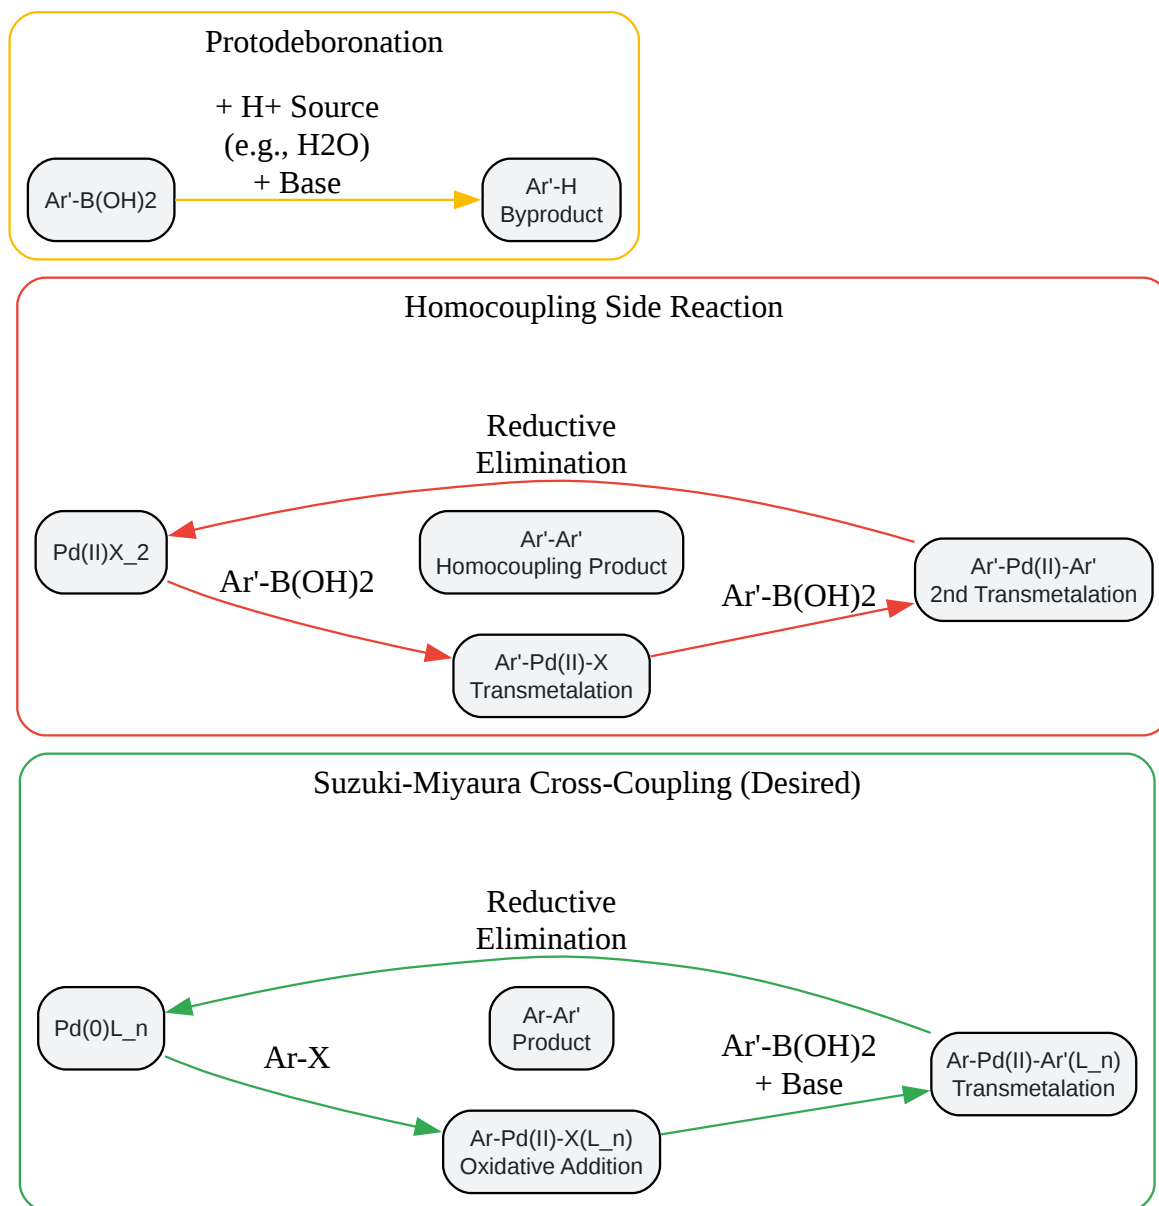 Protodeboronation
+ H+ Source
(e.g., H2O)
+ Base
Ar'-B(OH)2
Ar'-H
Byproduct
Homocoupling Side Reaction
Reductive
Elimination
Pd(II)X_2
Ar'-Ar'
Homocoupling Product
Ar'-B(OH)2
Ar'-B(OH)2
Ar'-Pd(II)-Ar'
2nd Transmetalation
Ar'-Pd(II)-X
Transmetalation
Suzuki-Miyaura Cross-Coupling (Desired)
Reductive
Elimination
Pd(0)L_n
Ar-Ar'
Product
Ar-X
Ar'-B(OH)2
+ Base
Ar-Pd(II)-Ar'(L_n)
Transmetalation
Ar-Pd(II)-X(L_n)
Oxidative Addition